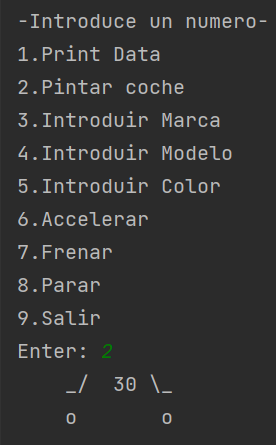 -Introduce un numero-
1.Print Data
2.Pintar coche
3.Introduir Marca
4.Introduir Modelo
5.Introduir Color
6.Accelerar
7.Frenar
8.Parar
9.Salir
Enter: 2
    _/  30 \_
    o       o